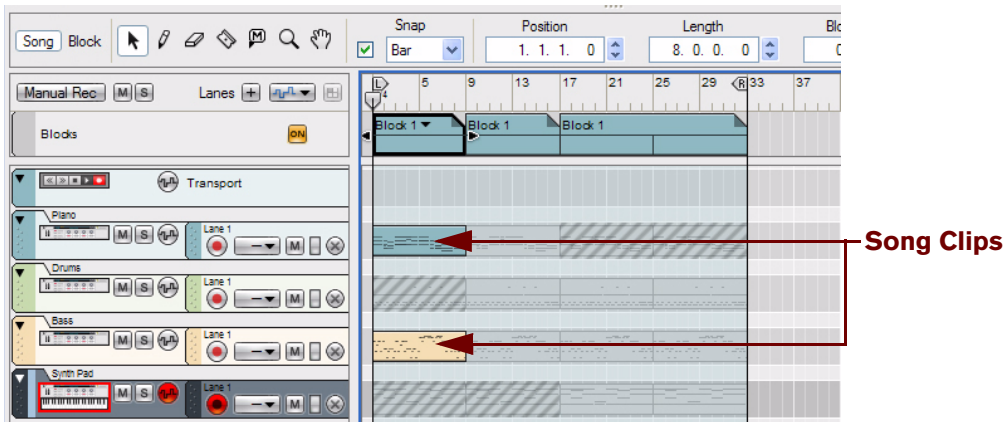 Snap Position Length Blo
Song Block M Bar 1. 1. 1. 0 8. 0. 0. 0 0
Manual Rec M S Lanes + L 5 9 13 17 21 25 29 R 33 37
4
Blocks ON Block 1 Block 1 Block 1
Transport
Piano
M S Lane 1 M
Song Clips
Drums
M S Lane 1 M
Bass
M S Lane 1 M
Synth Pad
M S Lane 1 M